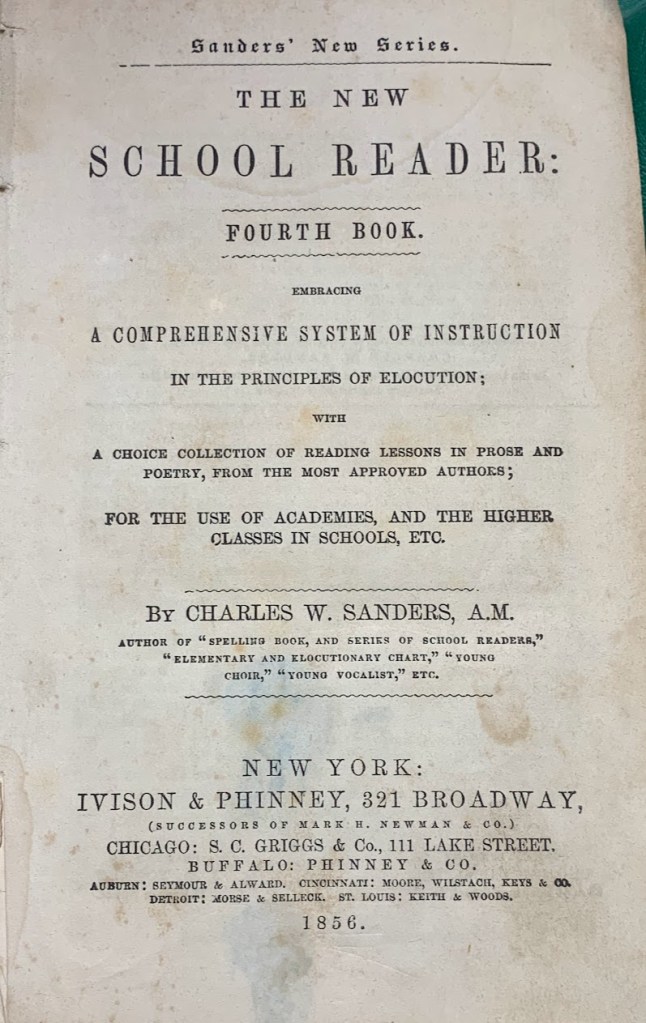 Sanders' New Series.
THE NEW
SCHOOL READER:
FOURTH BOOK.
EMBRACING
A COMPREHENSIVE SYSTEM OF INSTRUCTION
IN THE PRINCIPLES OF ELOCUTION;
WITH
A CHOICE COLLECTION OF READING LESSONS IN PROSE AND
POETRY, FROM THE MOST APPROVED AUTHORS;
FOR THE USE OF ACADEMIES, AND THE HIGHER
CLASSES IN SCHOOLS, ETC.
BY CHARLES W. SANDERS, A.M.
AUTHOR OF "SPELLING BOOK, AND SERIES OF SCHOOL READERS,"
"ELEMENTARY AND ELOCUTIONARY CHART," "YOUNG
CHOIR," "YOUNG VOCALIST," ETC.
NEW YORK:
IVISON & PHINNEY, 321 BROADWAY,
(SUCCESSORS OF MARK H. NEWMAN & CO.)
CHICAGO: S. C. GRIGGS & Co., 111 LAKE STREET.
BUFFALO: PHINNEY & CO.
AUBURN: SEYMOUR & ALWARD. CINCINNATI: MOORE, WILSTACH, KEYS & CO.
DETROIT: MORSE & SELLECK. ST. LOUIS: KEITH & WOODS.
1856.